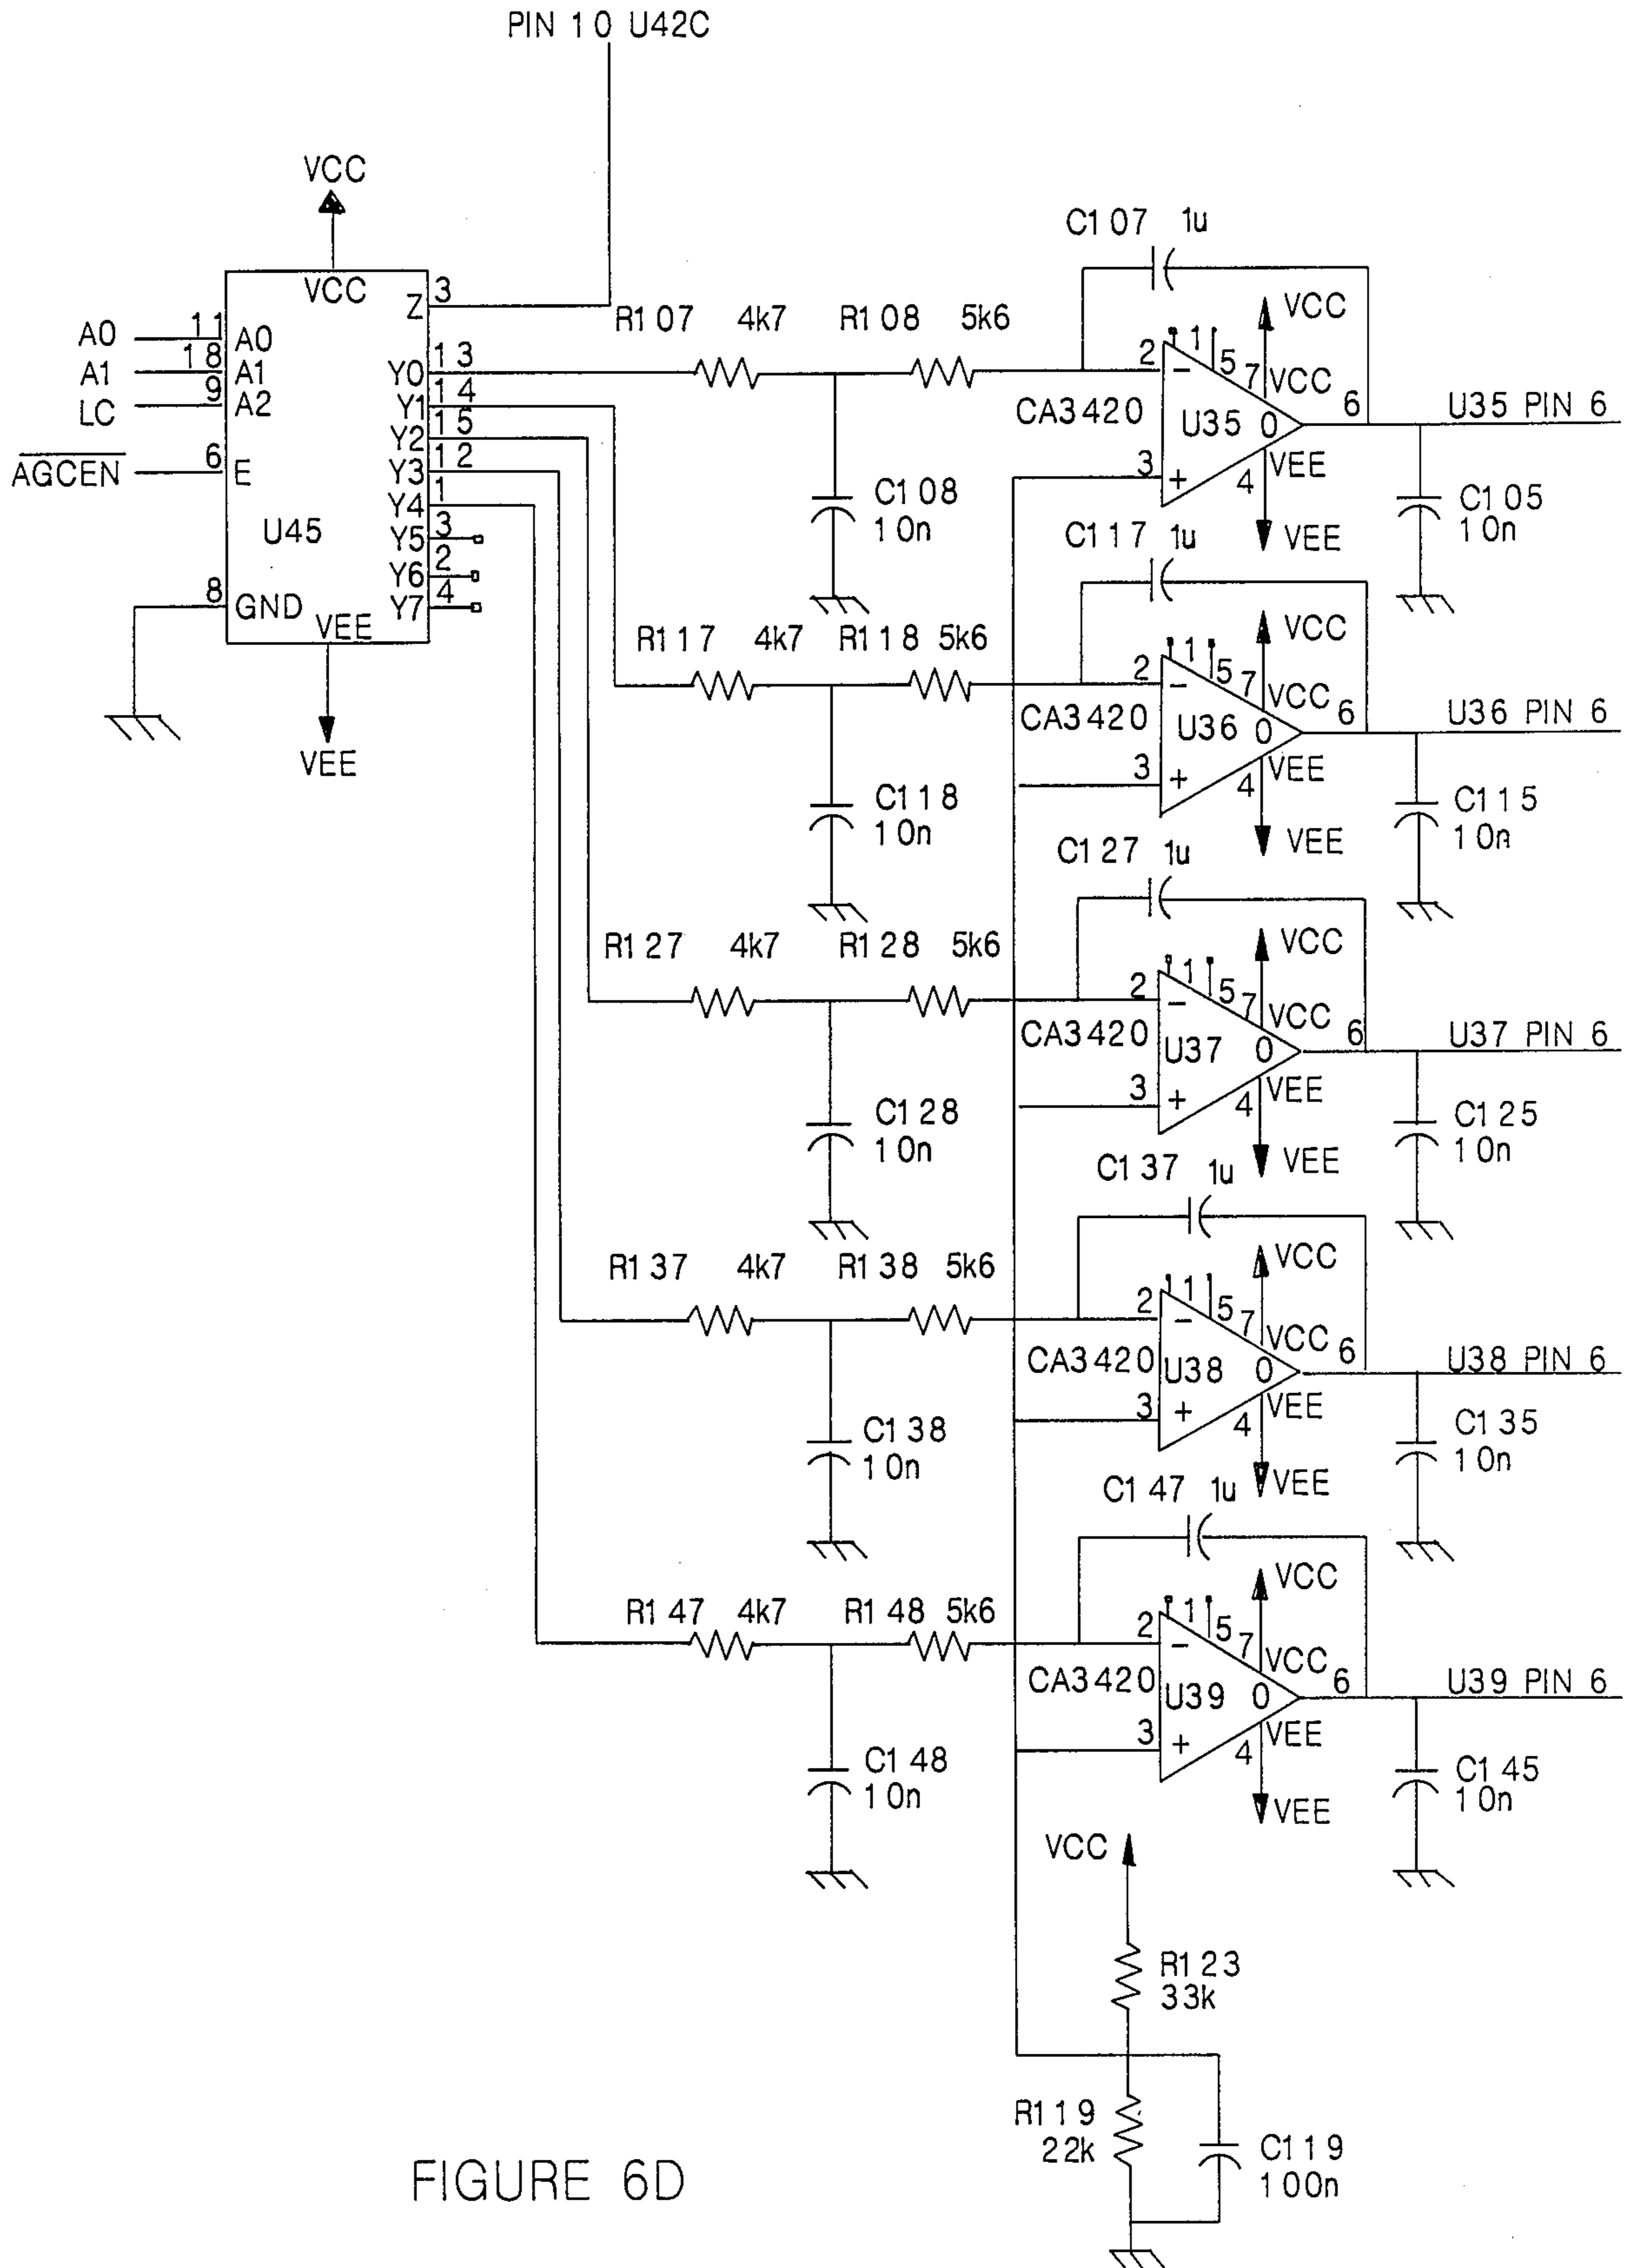 PIN 10 U42C
VCC
VCC
Z 3
A0 11 A0
A1 18 A1
LC 9 A2
AGCEN 6 E
U45
8 GND
VEE
VEE
Y0 13
Y1 14
Y2 15
Y3 12
Y4 1
Y5 3
Y6 2
Y7 4
C107 1u
R107 4k7 R108 5k6
2 − 1 5 7 VCC
VCC
CA3420 U35 0 6 U35 PIN 6
3 + 4 VEE
VEE
C108
10n
C105
10n
C117 1u
R117 4k7 R118 5k6
2 − 1 5 7 VCC
VCC
CA3420 U36 0 6 U36 PIN 6
3 + 4 VEE
VEE
C118
10n
C115
10n
C127 1u
R127 4k7 R128 5k6
2 − 1 5 7 VCC
VCC
CA3420 U37 0 6 U37 PIN 6
3 + 4 VEE
VEE
C128
10n
C125
10n
C137 1u
R137 4k7 R138 5k6
2 − 1 5 7 VCC
VCC
CA3420 U38 0 6 U38 PIN 6
3 + 4 VEE
VEE
C138
10n
C135
10n
C147 1u
R147 4k7 R148 5k6
2 − 1 5 7 VCC
VCC
CA3420 U39 0 6 U39 PIN 6
3 + 4 VEE
VEE
C148
10n
C145
10n
VCC
R123
33k
R119
22k
C119
100n
FIGURE 6D